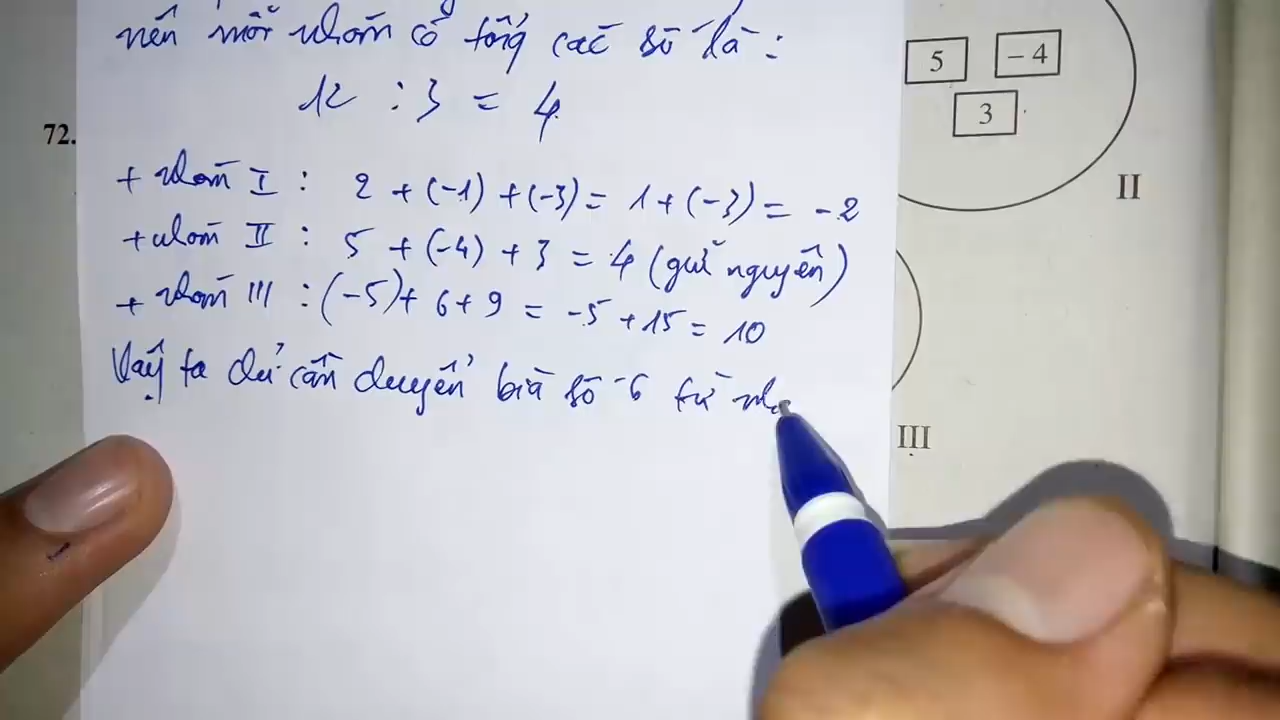 nên mỗi nhóm có tổng các số là :
12 : 3 = 4
72.
+ nhóm I : 2 + (-1) + (-3) = 1 + (-3) = -2
+ nhóm II : 5 + (-4) + 3 = 4 (giữ nguyên)
+ nhóm III : (-5) + 6 + 9 = -5 + 15 = 10
Vậy ta chỉ cần chuyển bìa số -6 từ nh
5
– 4
3
II
III